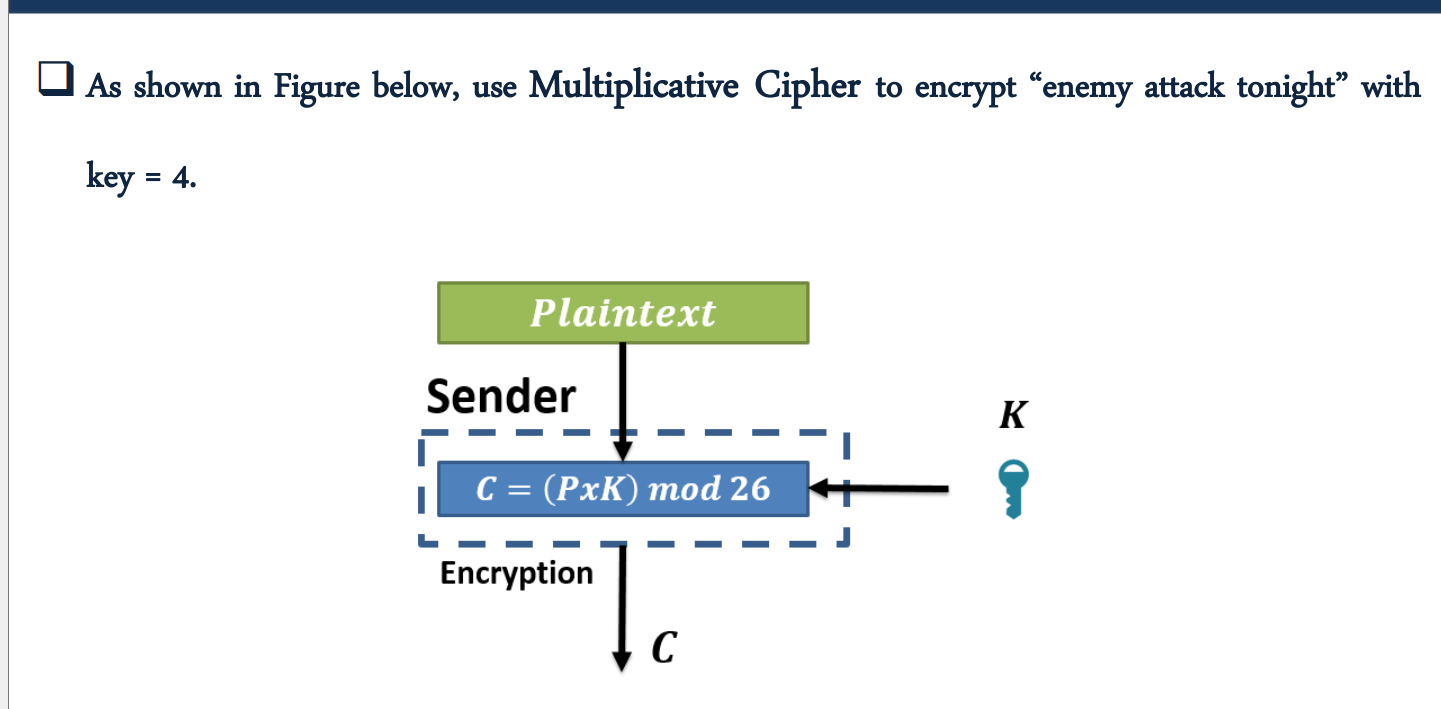 As shown in Figure below, use Multiplicative Cipher to encrypt “enemy attack tonight” with
key = 4.
Plaintext
Sender
K
C = (PxK) mod 26
Encryption
C